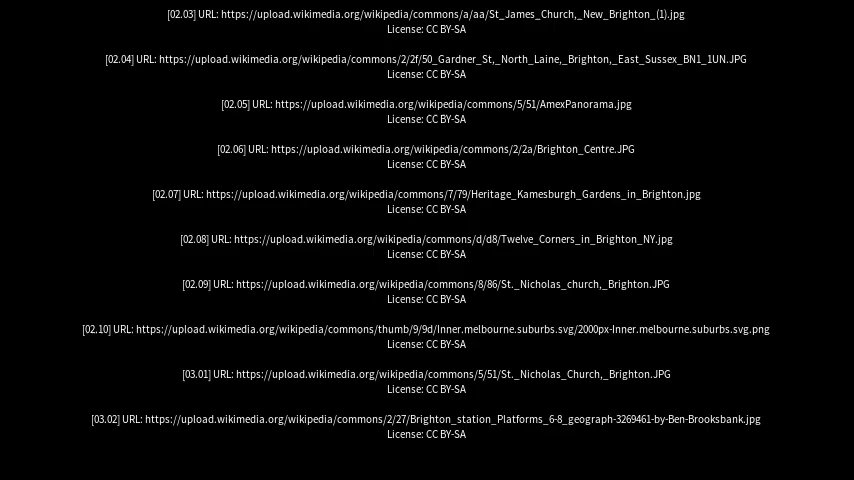 [02.03] URL: https://upload.wikimedia.org/wikipedia/commons/a/aa/St_James_Church,_New_Brighton_(1).jpg
License: CC BY-SA
[02.04] URL: https://upload.wikimedia.org/wikipedia/commons/2/2f/50_Gardner_St,_North_Laine,_Brighton,_East_Sussex_BN1_1UN.JPG
License: CC BY-SA
[02.05] URL: https://upload.wikimedia.org/wikipedia/commons/5/51/AmexPanorama.jpg
License: CC BY-SA
[02.06] URL: https://upload.wikimedia.org/wikipedia/commons/2/2a/Brighton_Centre.JPG
License: CC BY-SA
[02.07] URL: https://upload.wikimedia.org/wikipedia/commons/7/79/Heritage_Kamesburgh_Gardens_in_Brighton.jpg
License: CC BY-SA
[02.08] URL: https://upload.wikimedia.org/wikipedia/commons/d/d8/Twelve_Corners_in_Brighton_NY.jpg
License: CC BY-SA
[02.09] URL: https://upload.wikimedia.org/wikipedia/commons/8/86/St._Nicholas_church,_Brighton.JPG
License: CC BY-SA
[02.10] URL: https://upload.wikimedia.org/wikipedia/commons/thumb/9/9d/Inner.melbourne.suburbs.svg/2000px-Inner.melbourne.suburbs.svg.png
License: CC BY-SA
[03.01] URL: https://upload.wikimedia.org/wikipedia/commons/5/51/St._Nicholas_Church,_Brighton.JPG
License: CC BY-SA
[03.02] URL: https://upload.wikimedia.org/wikipedia/commons/2/27/Brighton_station_Platforms_6-8_geograph-3269461-by-Ben-Brooksbank.jpg
License: CC BY-SA